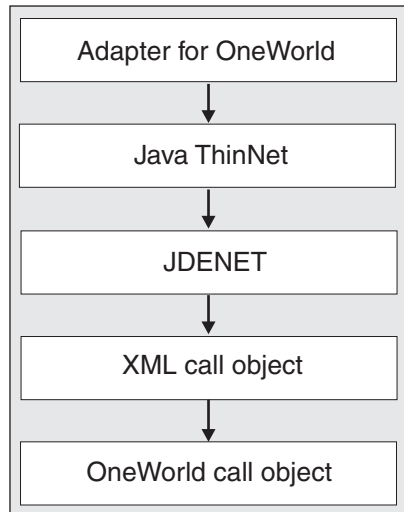 Adapter for OneWorld
Java ThinNet
JDENET
XML call object
OneWorld call object